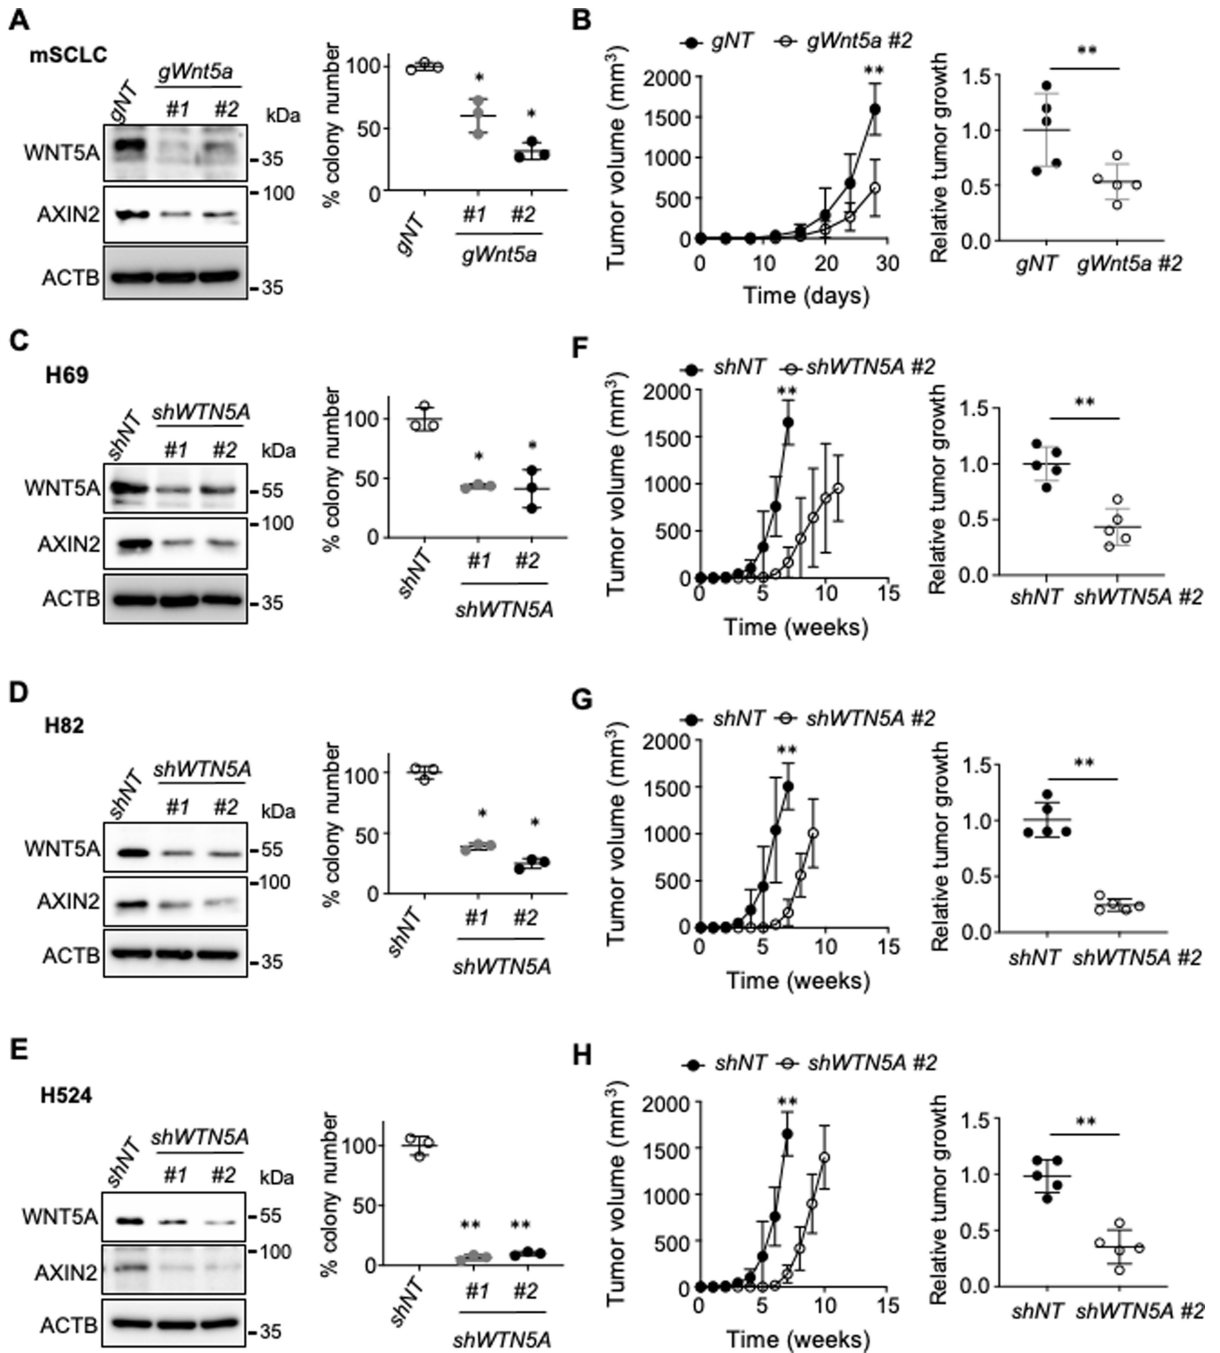 A
mSCLC
gNT
gWnt5a
#1 #2
kDa
WNT5A
35
100
AXIN2
ACTB
35
% colony number
100
50
0
*
*
gNT
#1 #2
gWnt5a
B
gNT gWnt5a #2
Tumor volume (mm3)
2000
1500
1000
500
0
**
0 10 20 30
Time (days)
Relative tumor growth
1.5
1.0
0.5
0.0
**
gNT gWnt5a #2
C
H69
shNT
shWTN5A
#1 #2
kDa
WNT5A
55
100
AXIN2
ACTB
35
% colony number
100
50
0
*
*
shNT
#1 #2
shWTN5A
F
shNT shWTN5A #2
Tumor volume (mm3)
2000
1500
1000
500
0
**
0 5 10 15
Time (weeks)
Relative tumor growth
1.5
1.0
0.5
0.0
**
shNT shWTN5A #2
D
H82
shNT
shWTN5A
#1 #2
kDa
WNT5A
55
100
AXIN2
ACTB
35
% colony number
100
50
0
*
*
shNT
#1 #2
shWTN5A
G
shNT shWTN5A #2
Tumor volume (mm3)
2000
1500
1000
500
0
**
0 5 10 15
Time (weeks)
Relative tumor growth
1.5
1.0
0.5
0.0
**
shNT shWTN5A #2
E
H524
shNT
shWTN5A
#1 #2
kDa
WNT5A
55
100
AXIN2
ACTB
35
% colony number
100
50
0
** **
shNT
#1 #2
shWTN5A
H
shNT shWTN5A #2
Tumor volume (mm3)
2000
1500
1000
500
0
**
0 5 10 15
Time (weeks)
Relative tumor growth
1.5
1.0
0.5
0.0
**
shNT shWTN5A #2